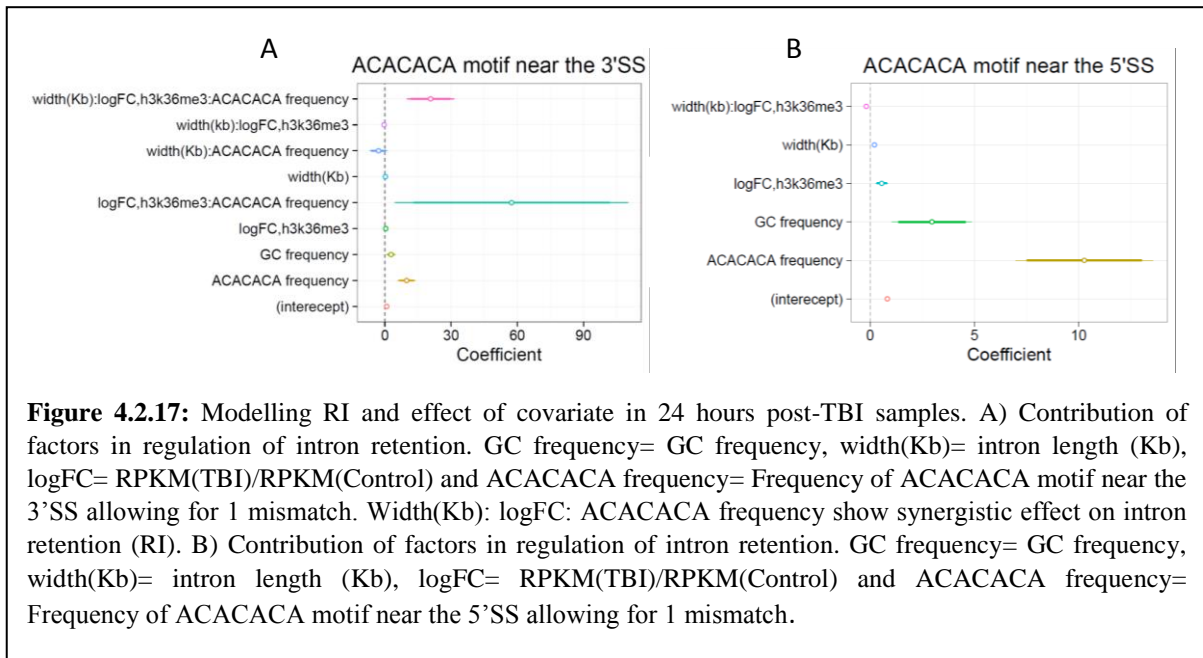 A
ACACACA motif near the 3'SS
width(Kb):logFC,h3k36me3:ACACACA frequency
width(kb):logFC,h3k36me3
width(Kb):ACACACA frequency
width(Kb)
logFC,h3k36me3:ACACACA frequency
logFC,h3k36me3
GC frequency
ACACACA frequency
(interecept)
0 30 60 90
Coefficient
B
ACACACA motif near the 5'SS
width(kb):logFC,h3k36me3
width(Kb)
logFC,h3k36me3
GC frequency
ACACACA frequency
(interecept)
0 5 10
Coefficient
Figure 4.2.17: Modelling RI and effect of covariate in 24 hours post-TBI samples. A) Contribution of
factors in regulation of intron retention. GC frequency= GC frequency, width(Kb)= intron length (Kb),
logFC= RPKM(TBI)/RPKM(Control) and ACACACA frequency= Frequency of ACACACA motif near the
3’SS allowing for 1 mismatch. Width(Kb): logFC: ACACACA frequency show synergistic effect on intron
retention (RI). B) Contribution of factors in regulation of intron retention. GC frequency= GC frequency,
width(Kb)= intron length (Kb), logFC= RPKM(TBI)/RPKM(Control) and ACACACA frequency=
Frequency of ACACACA motif near the 5’SS allowing for 1 mismatch.